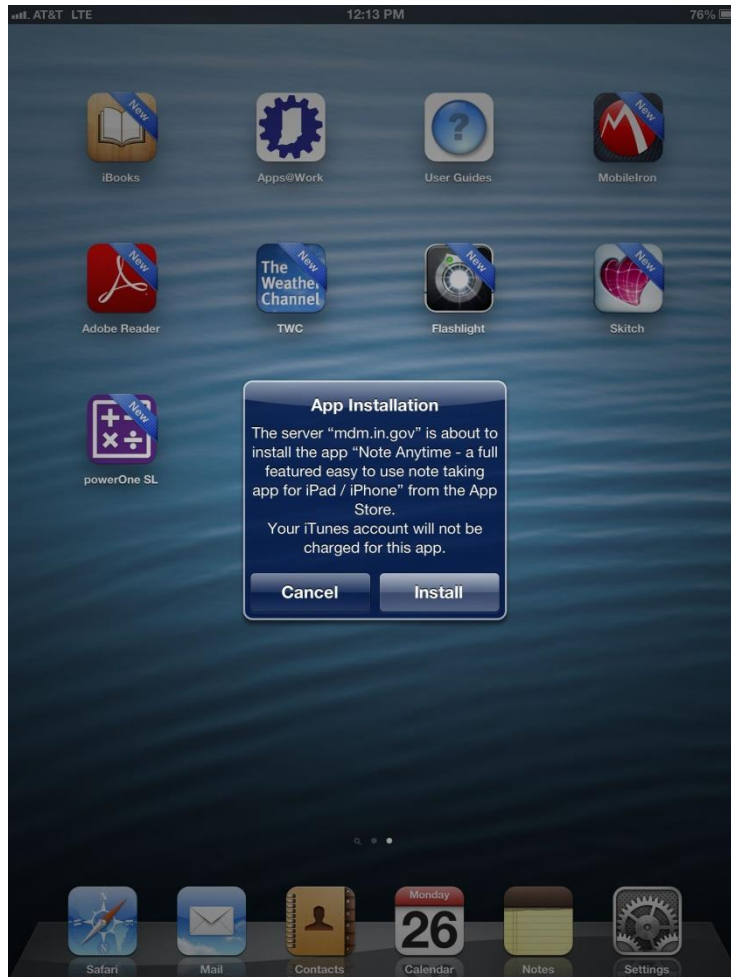 AT&T LTE 12:13 PM 76%
New New
iBooks Apps@Work User Guides MobileIron
New New New New
The
Weather
Channel
Adobe Reader TWC Flashlight Skitch
New
powerOne SL
App Installation
The server “mdm.in.gov” is about to
install the app “Note Anytime - a full
featured easy to use note taking
app for iPad / iPhone” from the App
Store.
Your iTunes account will not be
charged for this app.
Cancel Install
Monday
26
Safari Mail Contacts Calendar Notes Settings